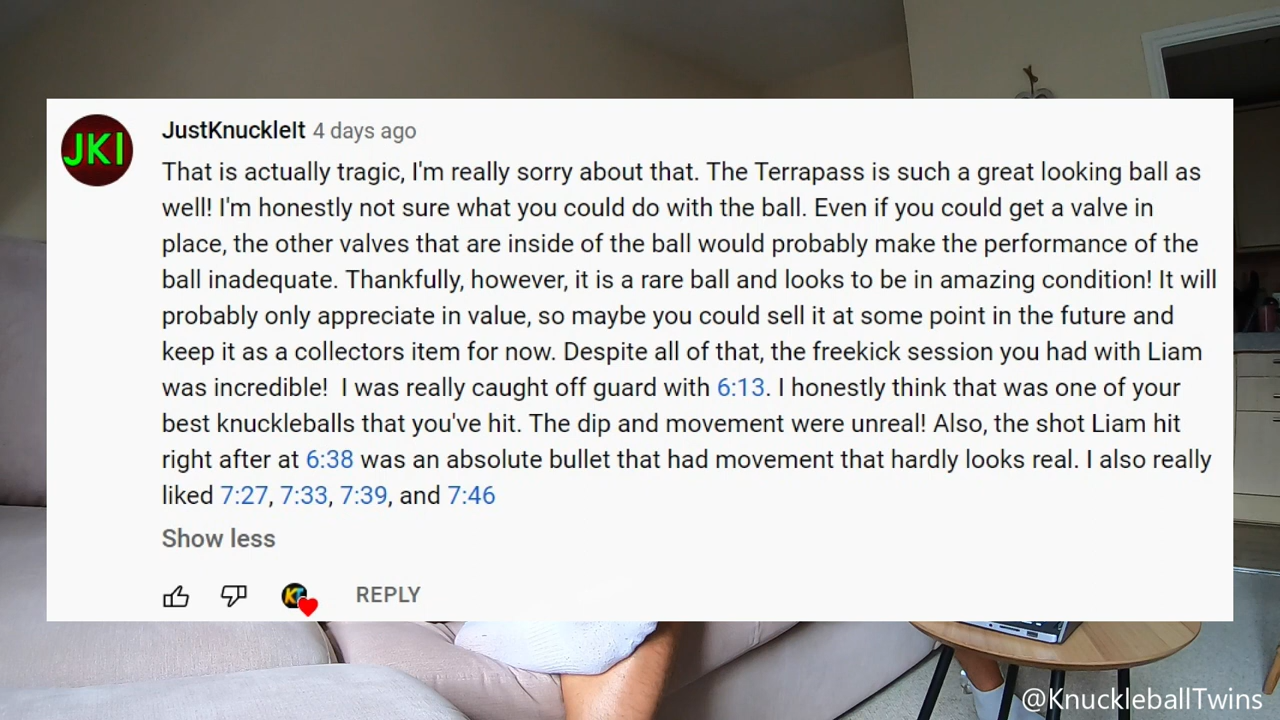 JKI
JustKnuckleIt 4 days ago
That is actually tragic, I'm really sorry about that. The Terrapass is such a great looking ball as
well! I'm honestly not sure what you could do with the ball. Even if you could get a valve in
place, the other valves that are inside of the ball would probably make the performance of the
ball inadequate. Thankfully, however, it is a rare ball and looks to be in amazing condition! It will
probably only appreciate in value, so maybe you could sell it at some point in the future and
keep it as a collectors item for now. Despite all of that, the freekick session you had with Liam
was incredible!  I was really caught off guard with 6:13. I honestly think that was one of your
best knuckleballs that you've hit. The dip and movement were unreal! Also, the shot Liam hit
right after at 6:38 was an absolute bullet that had movement that hardly looks real. I also really
liked 7:27, 7:33, 7:39, and 7:46
Show less
KT
REPLY
@KnuckleballTwins